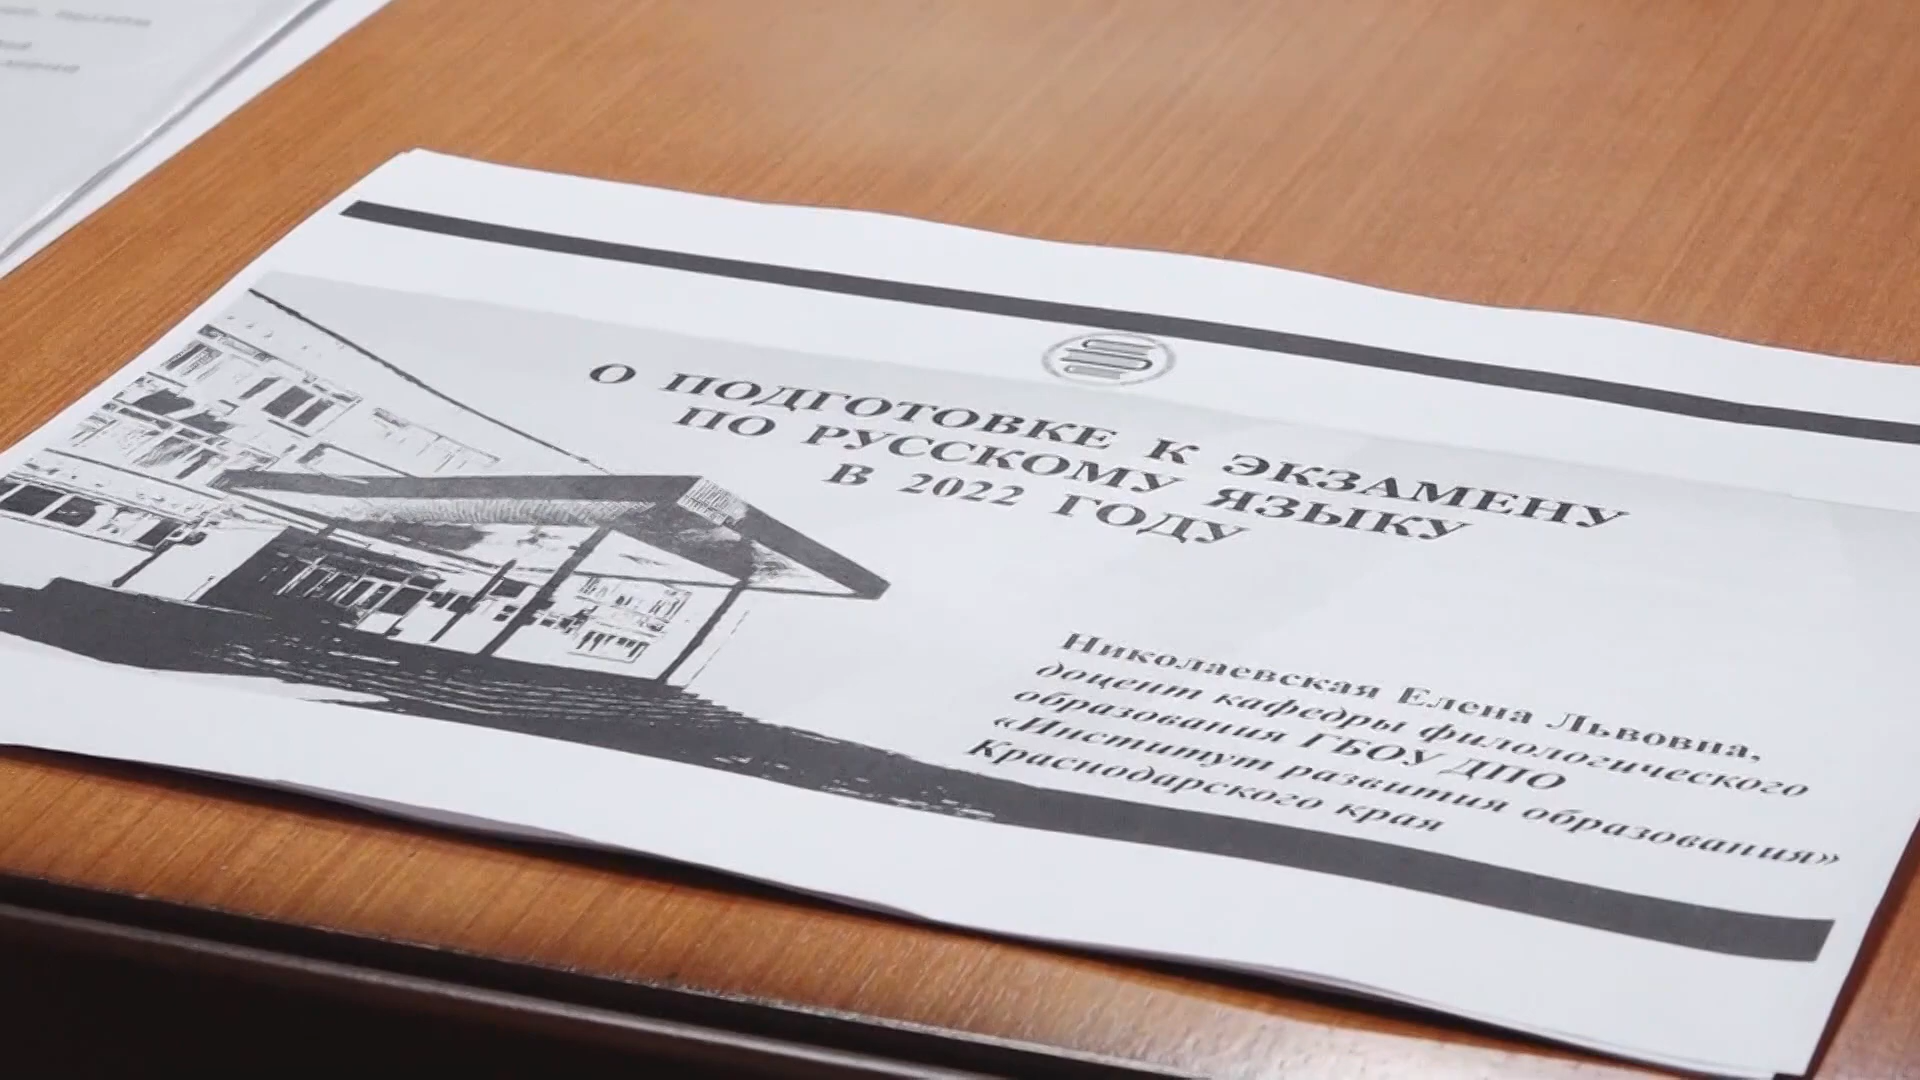 О ПОДГОТОВКЕ К ЭКЗАМЕНУ
ПО РУССКОМУ ЯЗЫКУ
В 2022 ГОДУ
Николаевская Елена Львовна,
доцент кафедры филологического
образования ГБОУ ДПО
«Институт развития образования»
Краснодарского края